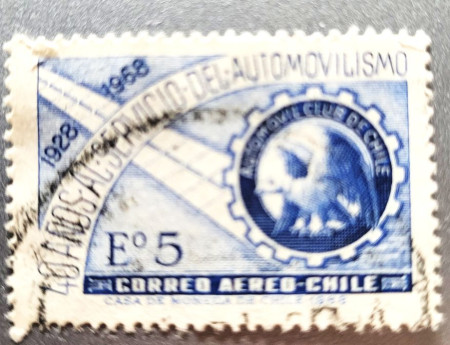 1928 1968
40 AÑOS AL SERVICIO DEL AUTOMOVILISMO
AUTOMOVIL CLUB DE CHILE
Eº 5
CORREO AEREO-CHILE
CASA DE MONEDA DE CHILE 1968